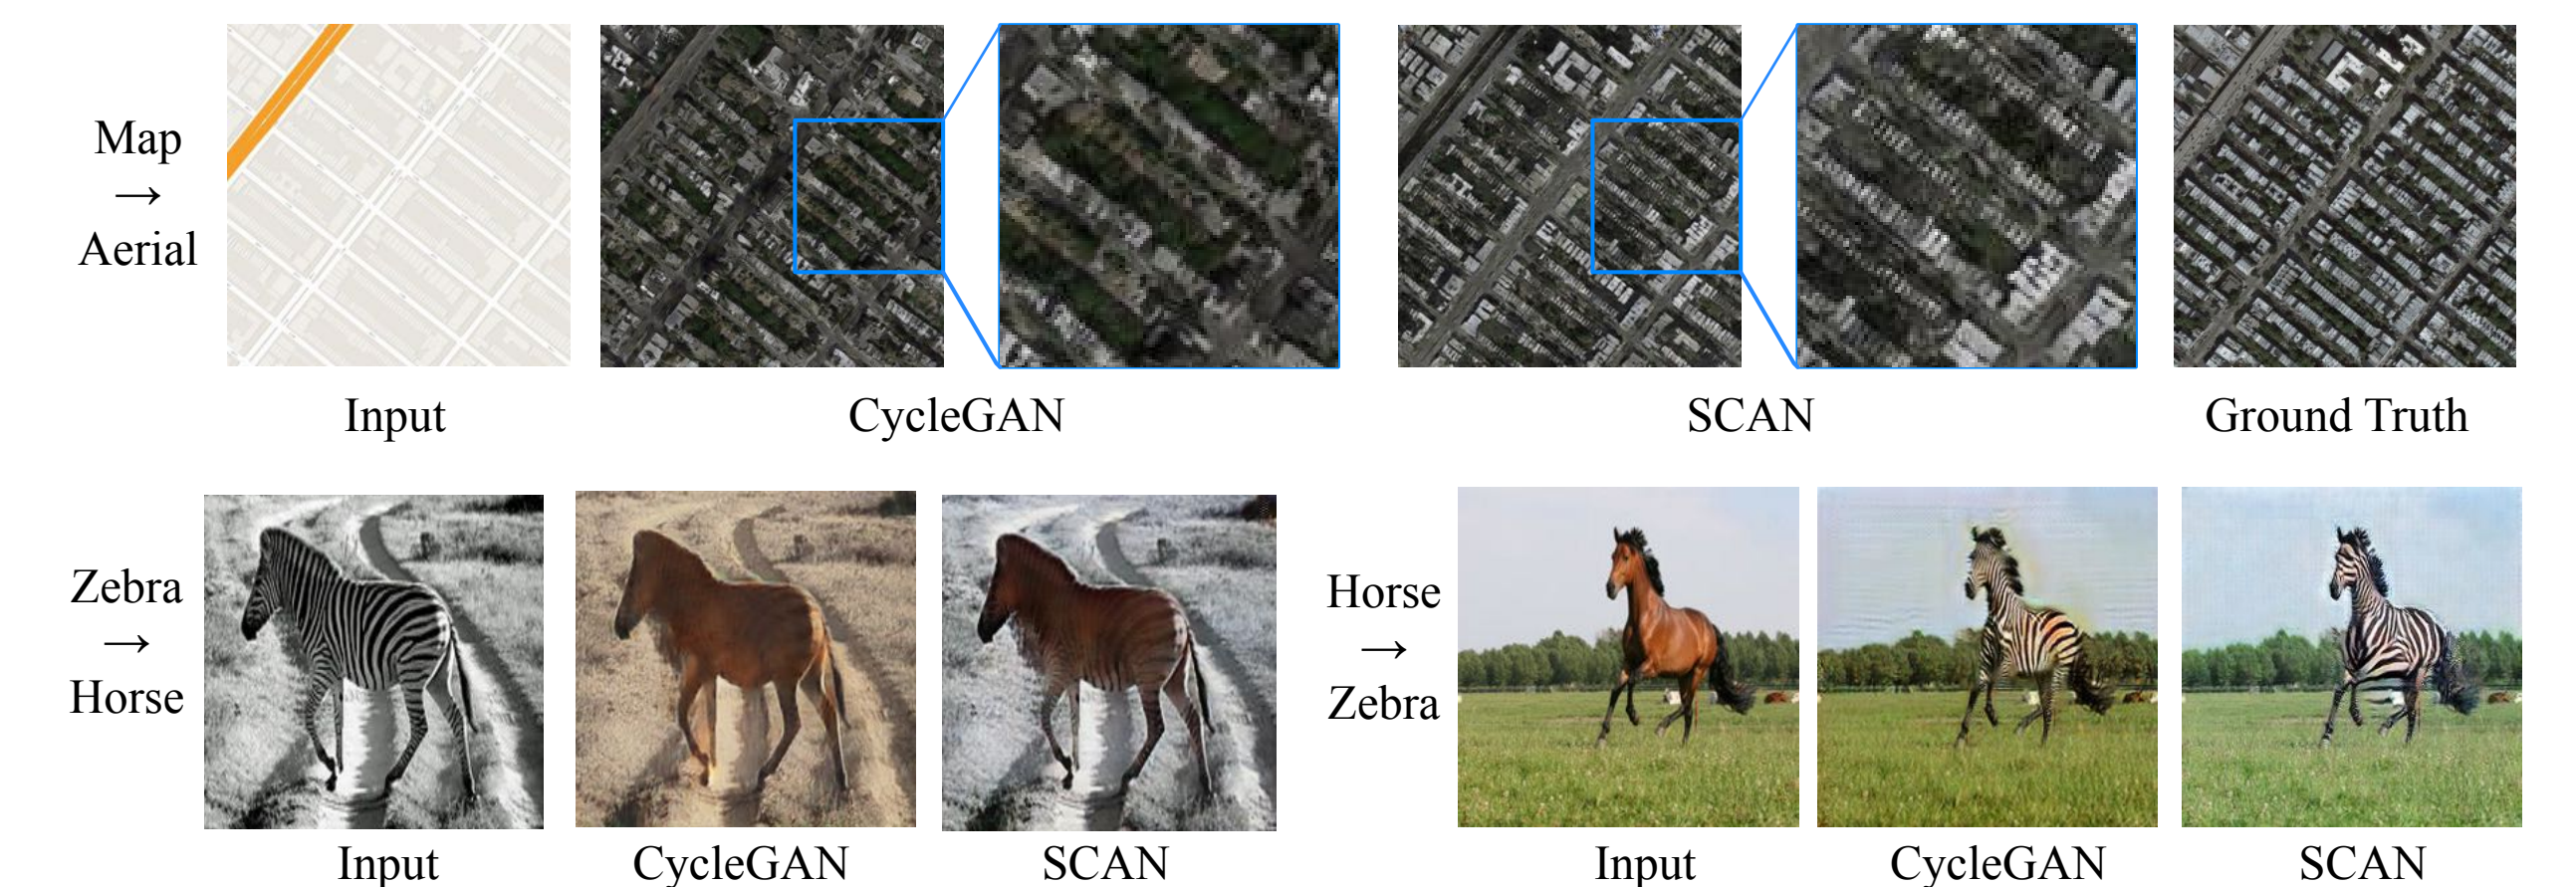 Map
→
Aerial
Input
CycleGAN
SCAN
Ground Truth
Zebra
→
Horse
Input
CycleGAN
SCAN
Horse
→
Zebra
Input
CycleGAN
SCAN